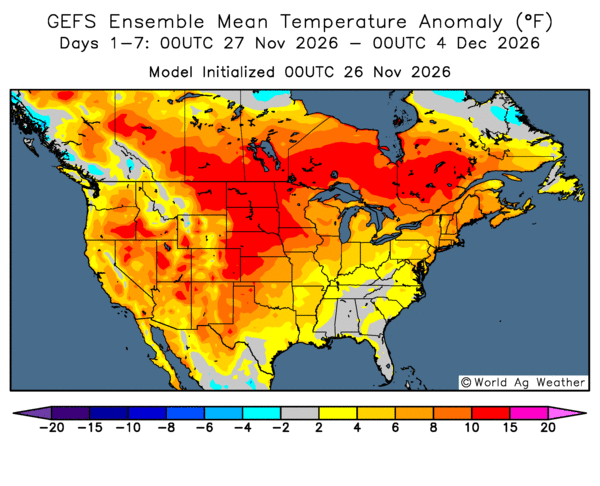 GEFS Ensemble Mean Temperature Anomaly (°F)
Days 1–7: 00UTC 27 Nov 2026 – 00UTC 4 Dec 2026
Model Initialized 00UTC 26 Nov 2026
© World Ag Weather
−20 −15 −10 −8 −6 −4 −2 2 4 6 8 10 15 20